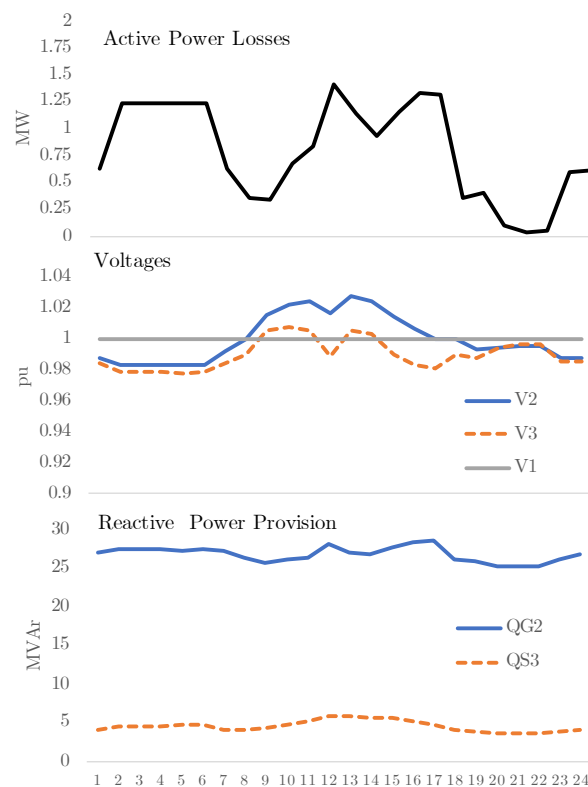 2
Active Power Losses
1.75
1.5
1.25
MW
1
0.75
0.5
0.25
0
Voltages
1.04
1.02
1
pu
0.98
0.96
V2
0.94
V3
0.92
V1
0.9
Reactive Power Provision
30
25
20
QG2
MVAr
15
QS3
10
5
0
1 2 3 4 5 6 7 8 9 10 11 12 13 14 15 16 17 18 19 20 21 22 23 24